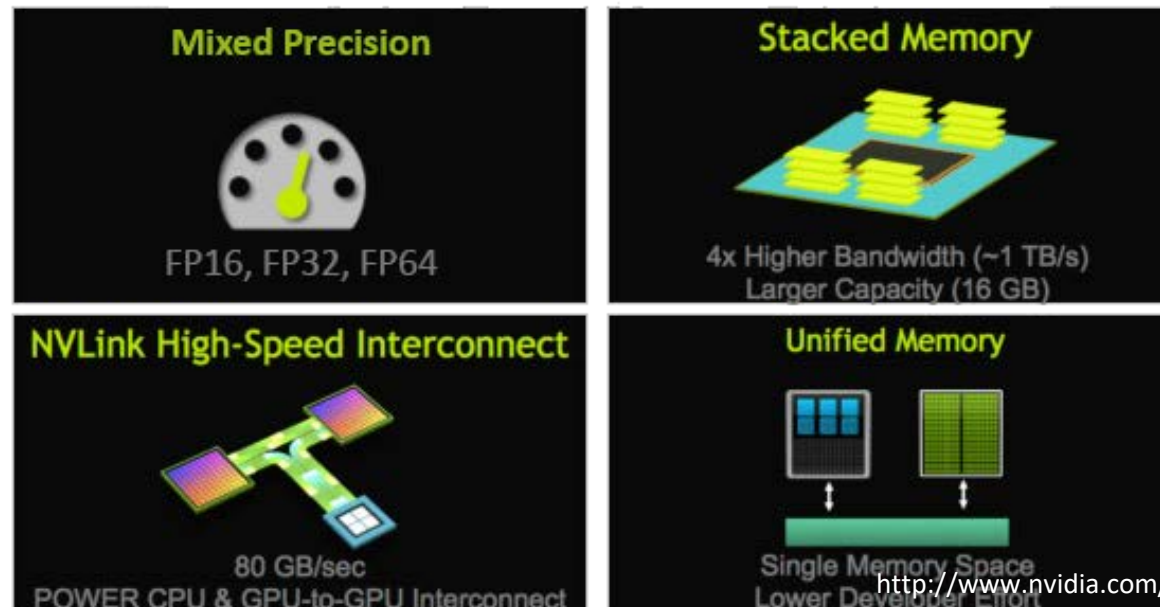 Mixed Precision
FP16, FP32, FP64
Stacked Memory
4x Higher Bandwidth (~1 TB/s)
Larger Capacity (16 GB)
NVLink High-Speed Interconnect
80 GB/sec
POWER CPU & GPU-to-GPU Interconnect
Unified Memory
Single Memory Space
Lower Developer
http://www.nvidia.com/